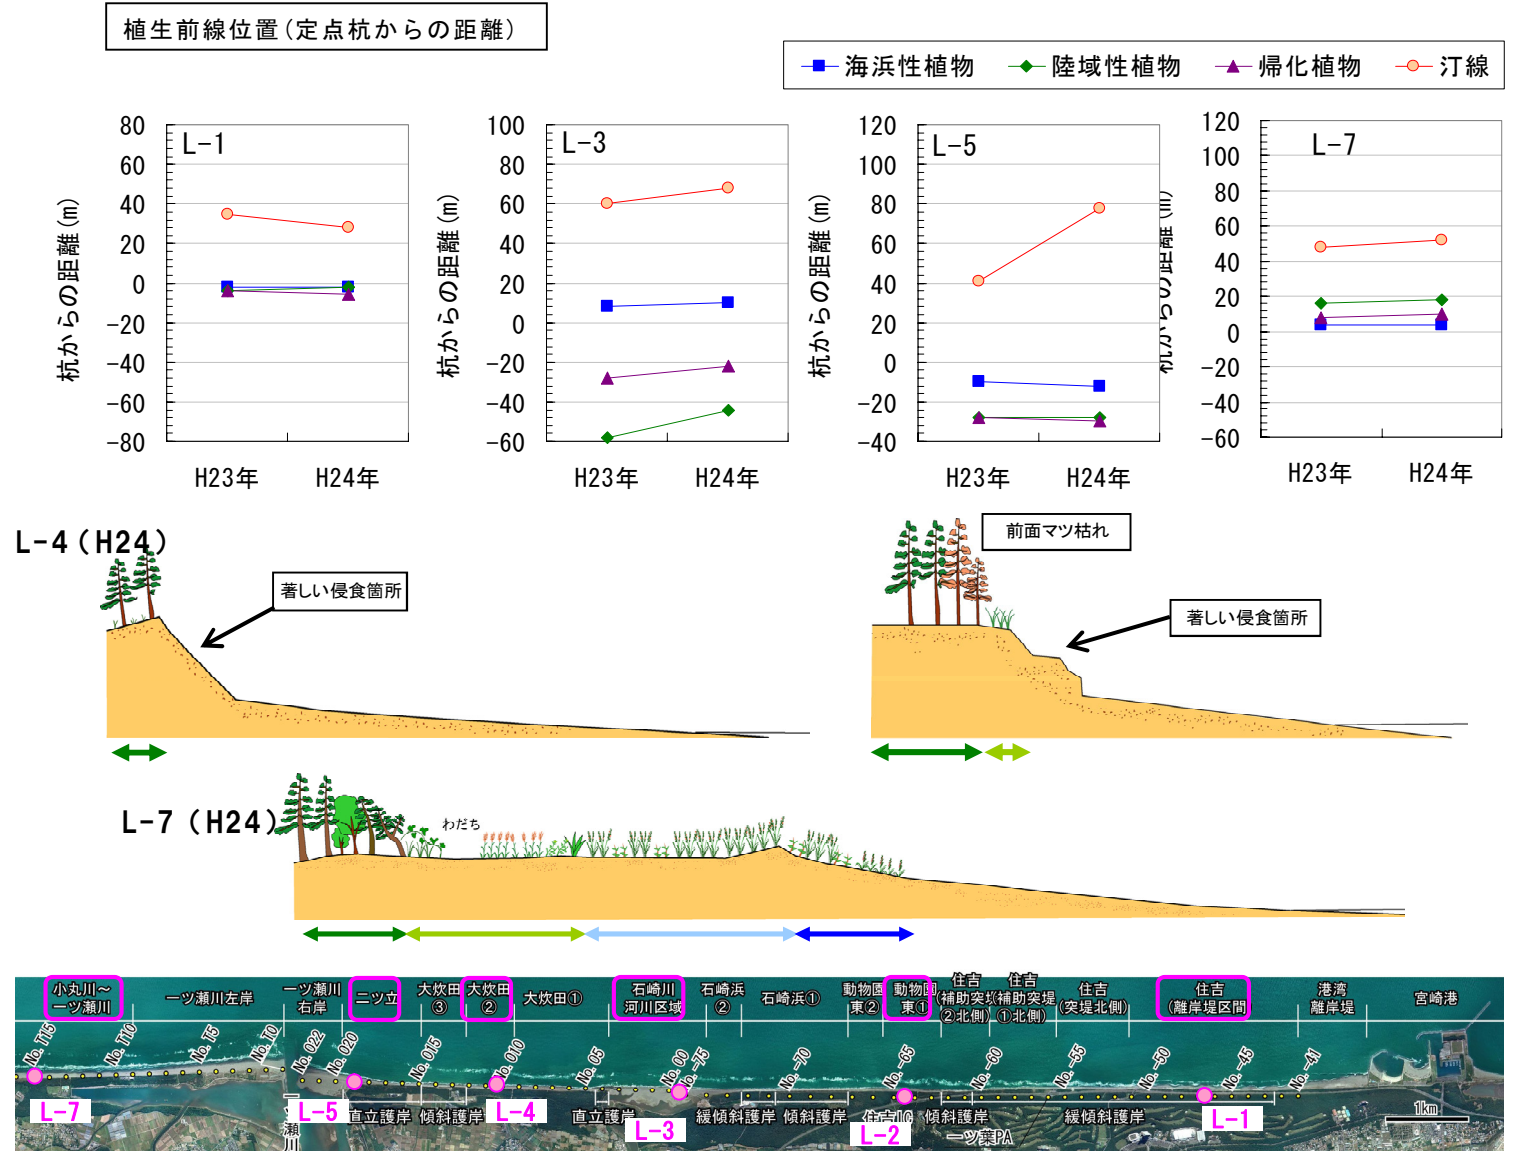 植生前線位置(定点杭からの距離)
海浜性植物 陸域性植物 帰化植物 汀線
L-1
杭からの距離(m)
80
60
40
20
0
-20
-40
-60
-80
H23年 H24年
L-3
杭からの距離(m)
100
80
60
40
20
0
-20
-40
-60
H23年 H24年
L-5
杭からの距離(m)
120
100
80
60
40
20
0
-20
-40
H23年 H24年
L-7
杭からの距離(m)
120
100
80
60
40
20
0
-20
-40
-60
H23年 H24年
L-4(H24)
著しい侵食箇所
前面マツ枯れ
著しい侵食箇所
L-7(H24)
わだち
小丸川~
一ツ瀬川
一ツ瀬川左岸
一ツ瀬川
右岸
二ツ立
大炊田
③
大炊田
②
大炊田①
石崎川
河川区域
石崎浜
②
石崎浜①
動物園
東②
動物園
東①
住吉
(補助突堤
②北側)
住吉
(補助突堤
①北側)
住吉
(突堤北側)
住吉
(離岸堤区間
港湾
離岸堤
宮崎港
No. T15 No. T10 No. T5 No. T0 No. 022 No. 020 No. 015 No. 010 No. 05 No. 00 No. -75 No. -70 No. -65 No. -60 No. -55 No. -50 No. -45 No. -41
L-7 L-5 L-4 L-3 L-2 L-1
一ツ瀬川
直立護岸 傾斜護岸 直立護岸 緩傾斜護岸 傾斜護岸 住吉IC 傾斜護岸 緩傾斜護岸
一ツ葉PA
1km